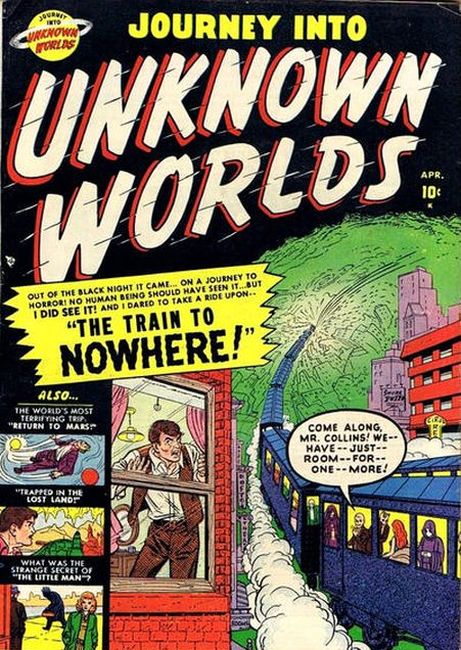 JOURNEY
INTO
UNKNOWN
WORLDS
JOURNEY INTO
UNKNOWN
WORLDS
APR.
10¢
K
OUT OF THE BLACK NIGHT IT CAME... ON A JOURNEY TO
HORROR! NO HUMAN BEING SHOULD HAVE SEEN IT...BUT
I DID SEE IT! AND I DARED TO TAKE A RIDE UPON--
"THE TRAIN TO
NOWHERE!"
ALSO...
THE WORLD'S MOST
TERRIFYING TRIP.
"RETURN TO MARS!"
"TRAPPED IN THE
LOST LAND!"
WHAT WAS THE
STRANGE SECRET OF
"THE LITTLE MAN"?
COME ALONG,
MR. COLLINS! WE--
HAVE--JUST--
ROOM--FOR--
ONE--MORE!